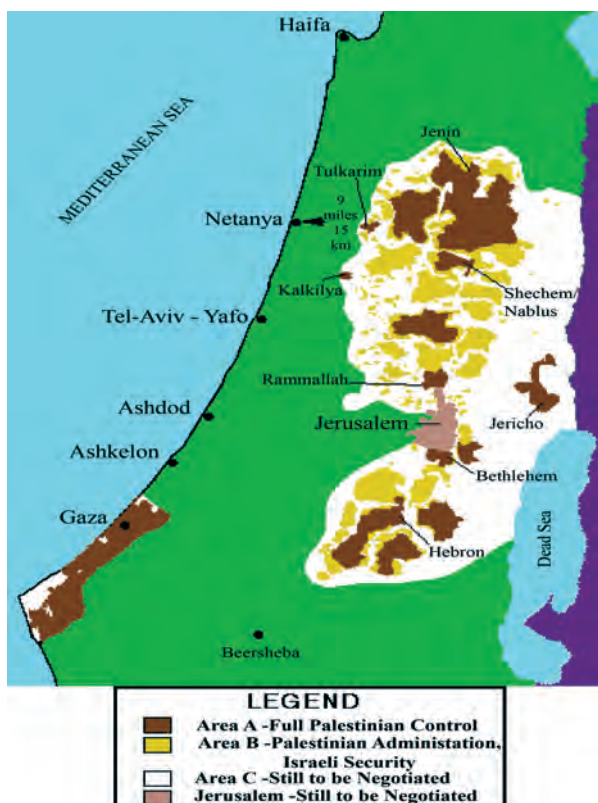 Haifa
MEDITERRANEAN SEA
Jenin
Tulkarim
Netanya
9
miles
15
km
Kalkilya
Shechem/
Nablus
Tel-Aviv - Yafo
Rammallah
Ashdod
Jerusalem
Jericho
Ashkelon
Bethlehem
Gaza
Hebron
Dead Sea
Beersheba
LEGEND
Area A -Full Palestinian Control
Area B -Palestinian Administation,
Israeli Security
Area C -Still to be Negotiated
Jerusalem -Still to be Negotiated